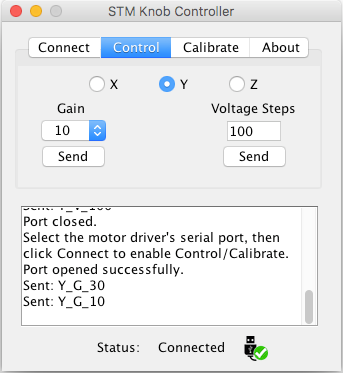 STM Knob Controller
Connect Control Calibrate About
X Y Z
Gain Voltage Steps
10 100
Send Send
Sent: Y_V_100
Port closed.
Select the motor driver's serial port, then
click Connect to enable Control/Calibrate.
Port opened successfully.
Sent: Y_G_30
Sent: Y_G_10
Status: Connected